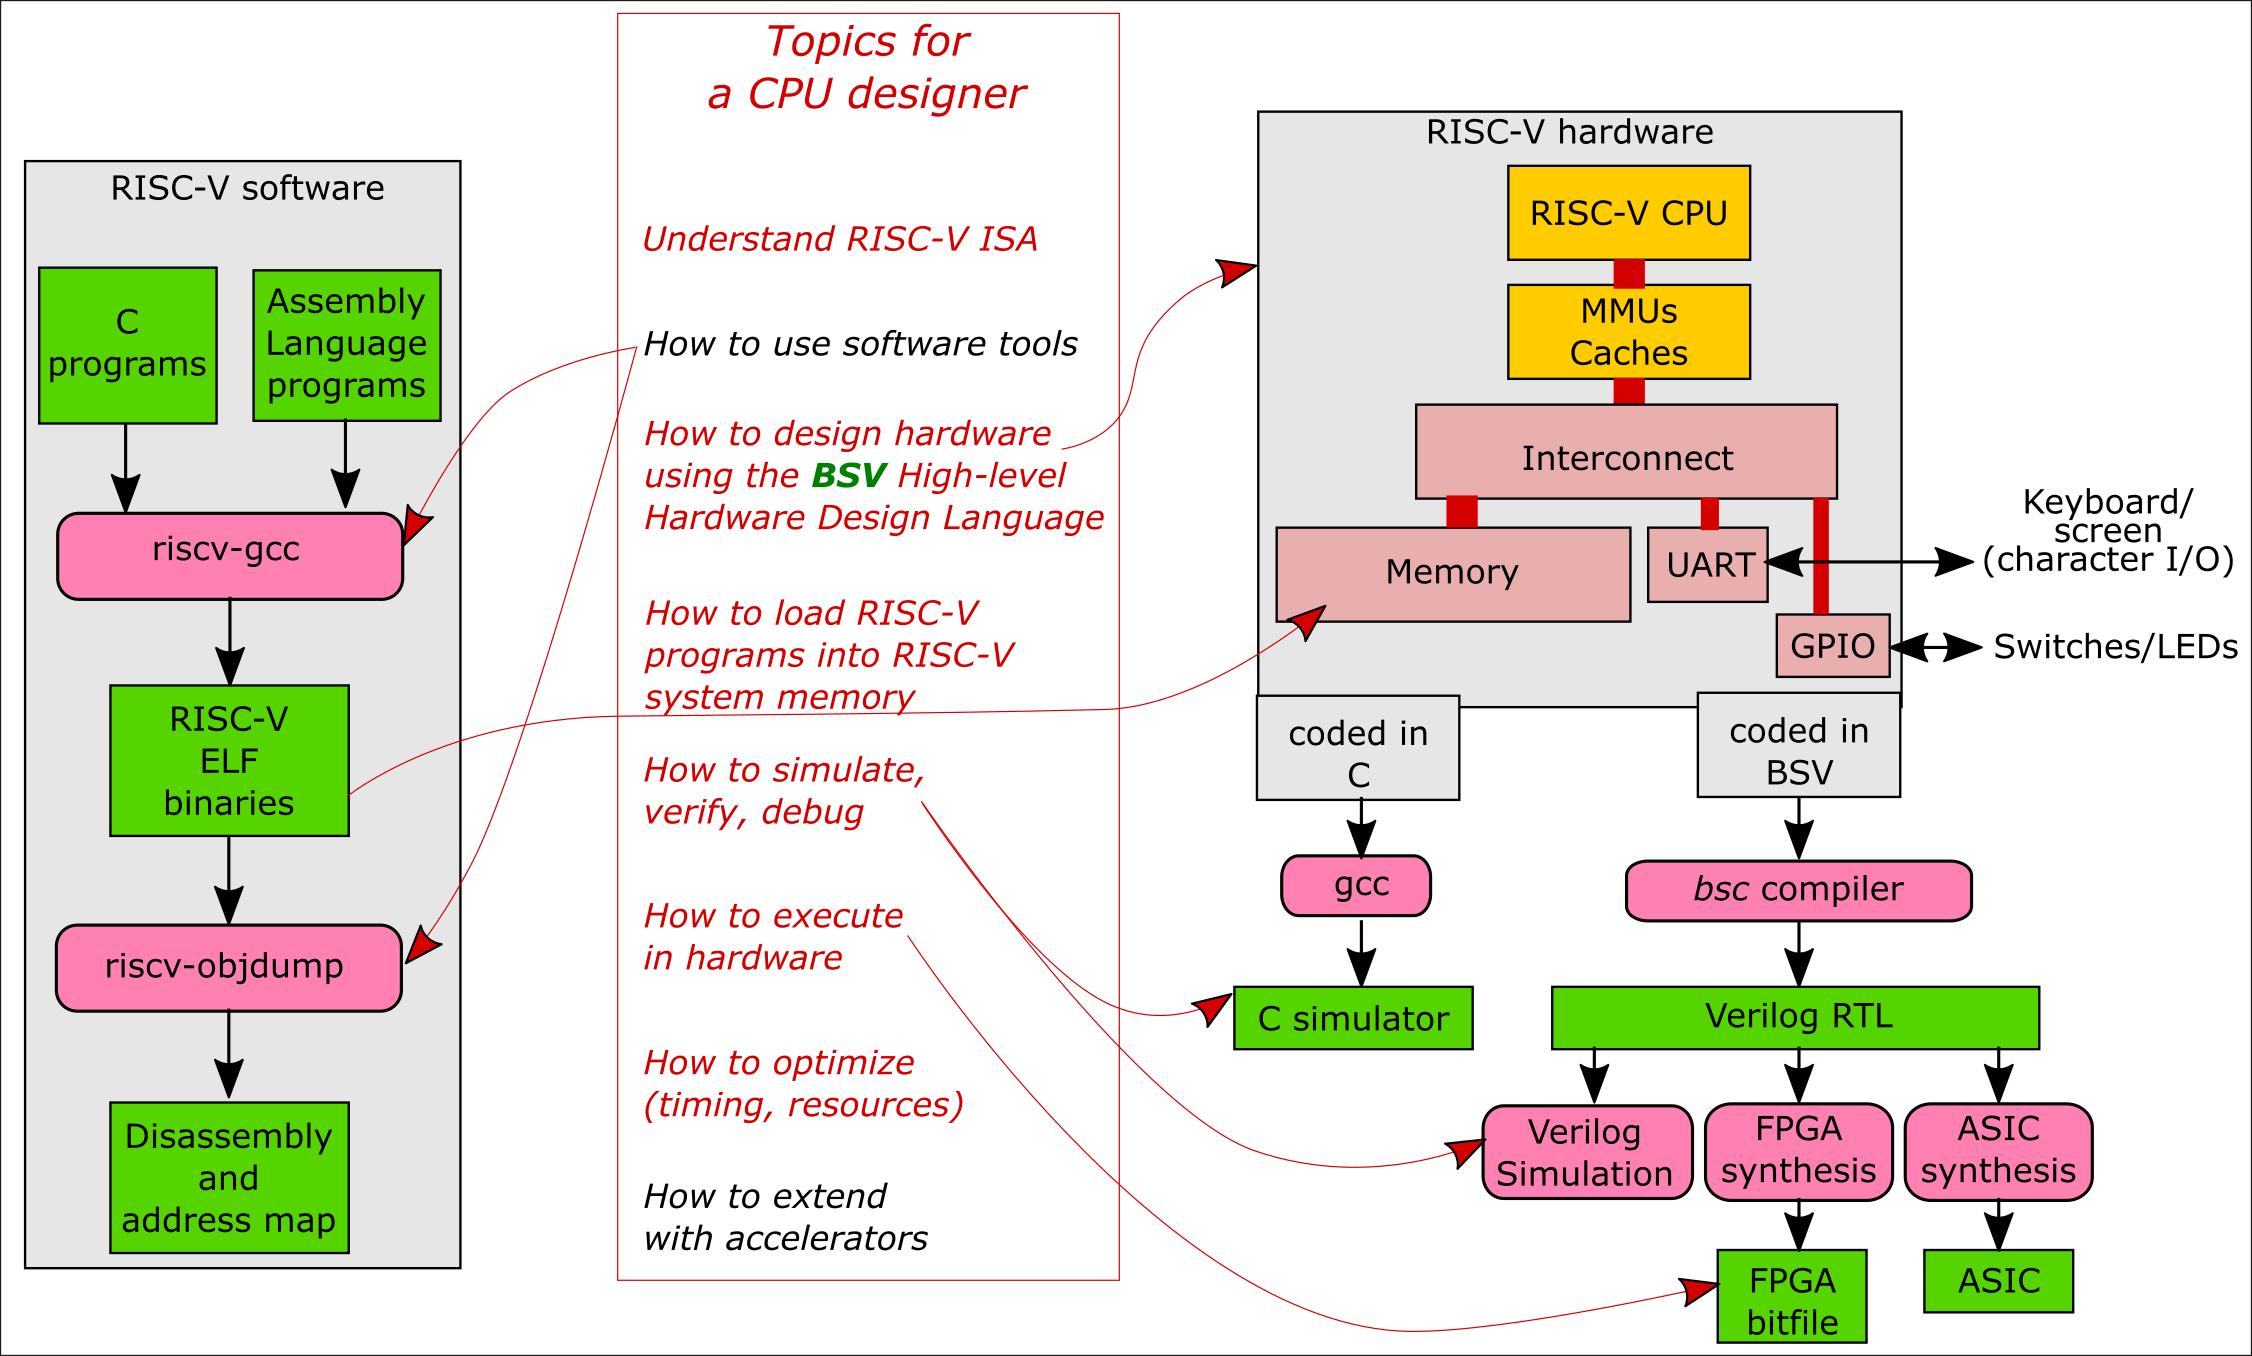 Topics for
a CPU designer
RISC-V software
C
programs
Assembly
Language
programs
riscv-gcc
RISC-V
ELF
binaries
riscv-objdump
Disassembly
and
address map
Understand RISC-V ISA
How to use software tools
How to design hardware
using the BSV High-level
Hardware Design Language
How to load RISC-V
programs into RISC-V
system memory
How to simulate,
verify, debug
How to execute
in hardware
How to optimize
(timing, resources)
How to extend
with accelerators
RISC-V hardware
RISC-V CPU
MMUs
Caches
Interconnect
Memory
UART
GPIO
Keyboard/
screen
(character I/O)
Switches/LEDs
coded in
C
gcc
C simulator
coded in
BSV
bsc compiler
Verilog RTL
Verilog
Simulation
FPGA
synthesis
ASIC
synthesis
FPGA
bitfile
ASIC